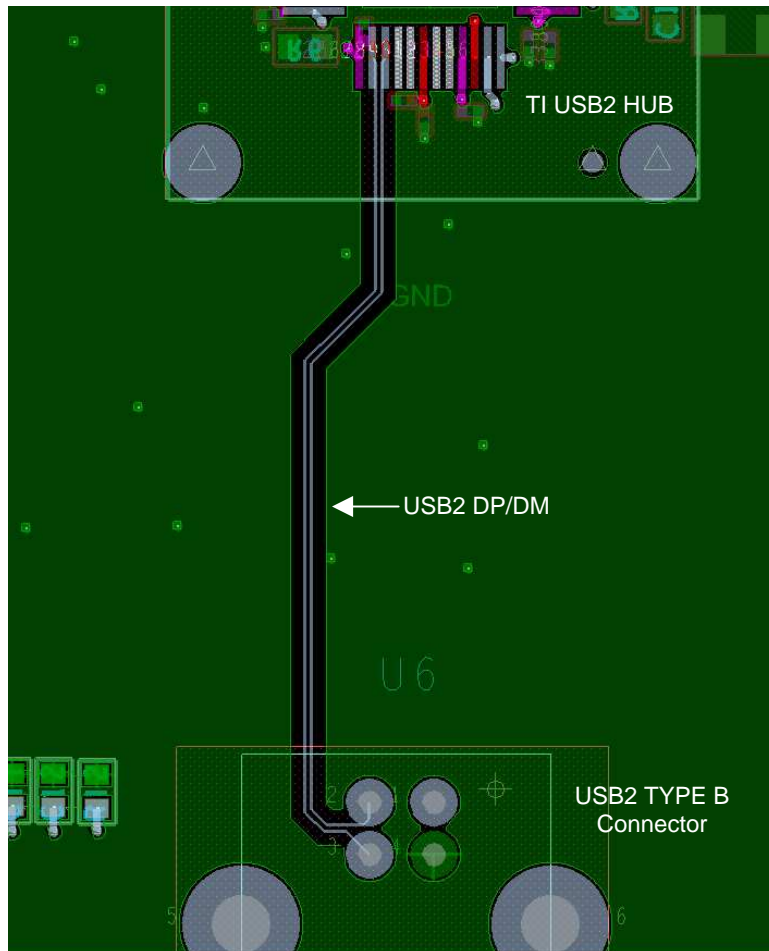 TI USB2 HUB
GND
USB2 DP/DM
U6
USB2 TYPE B
Connector
2
1
3
4
5
6